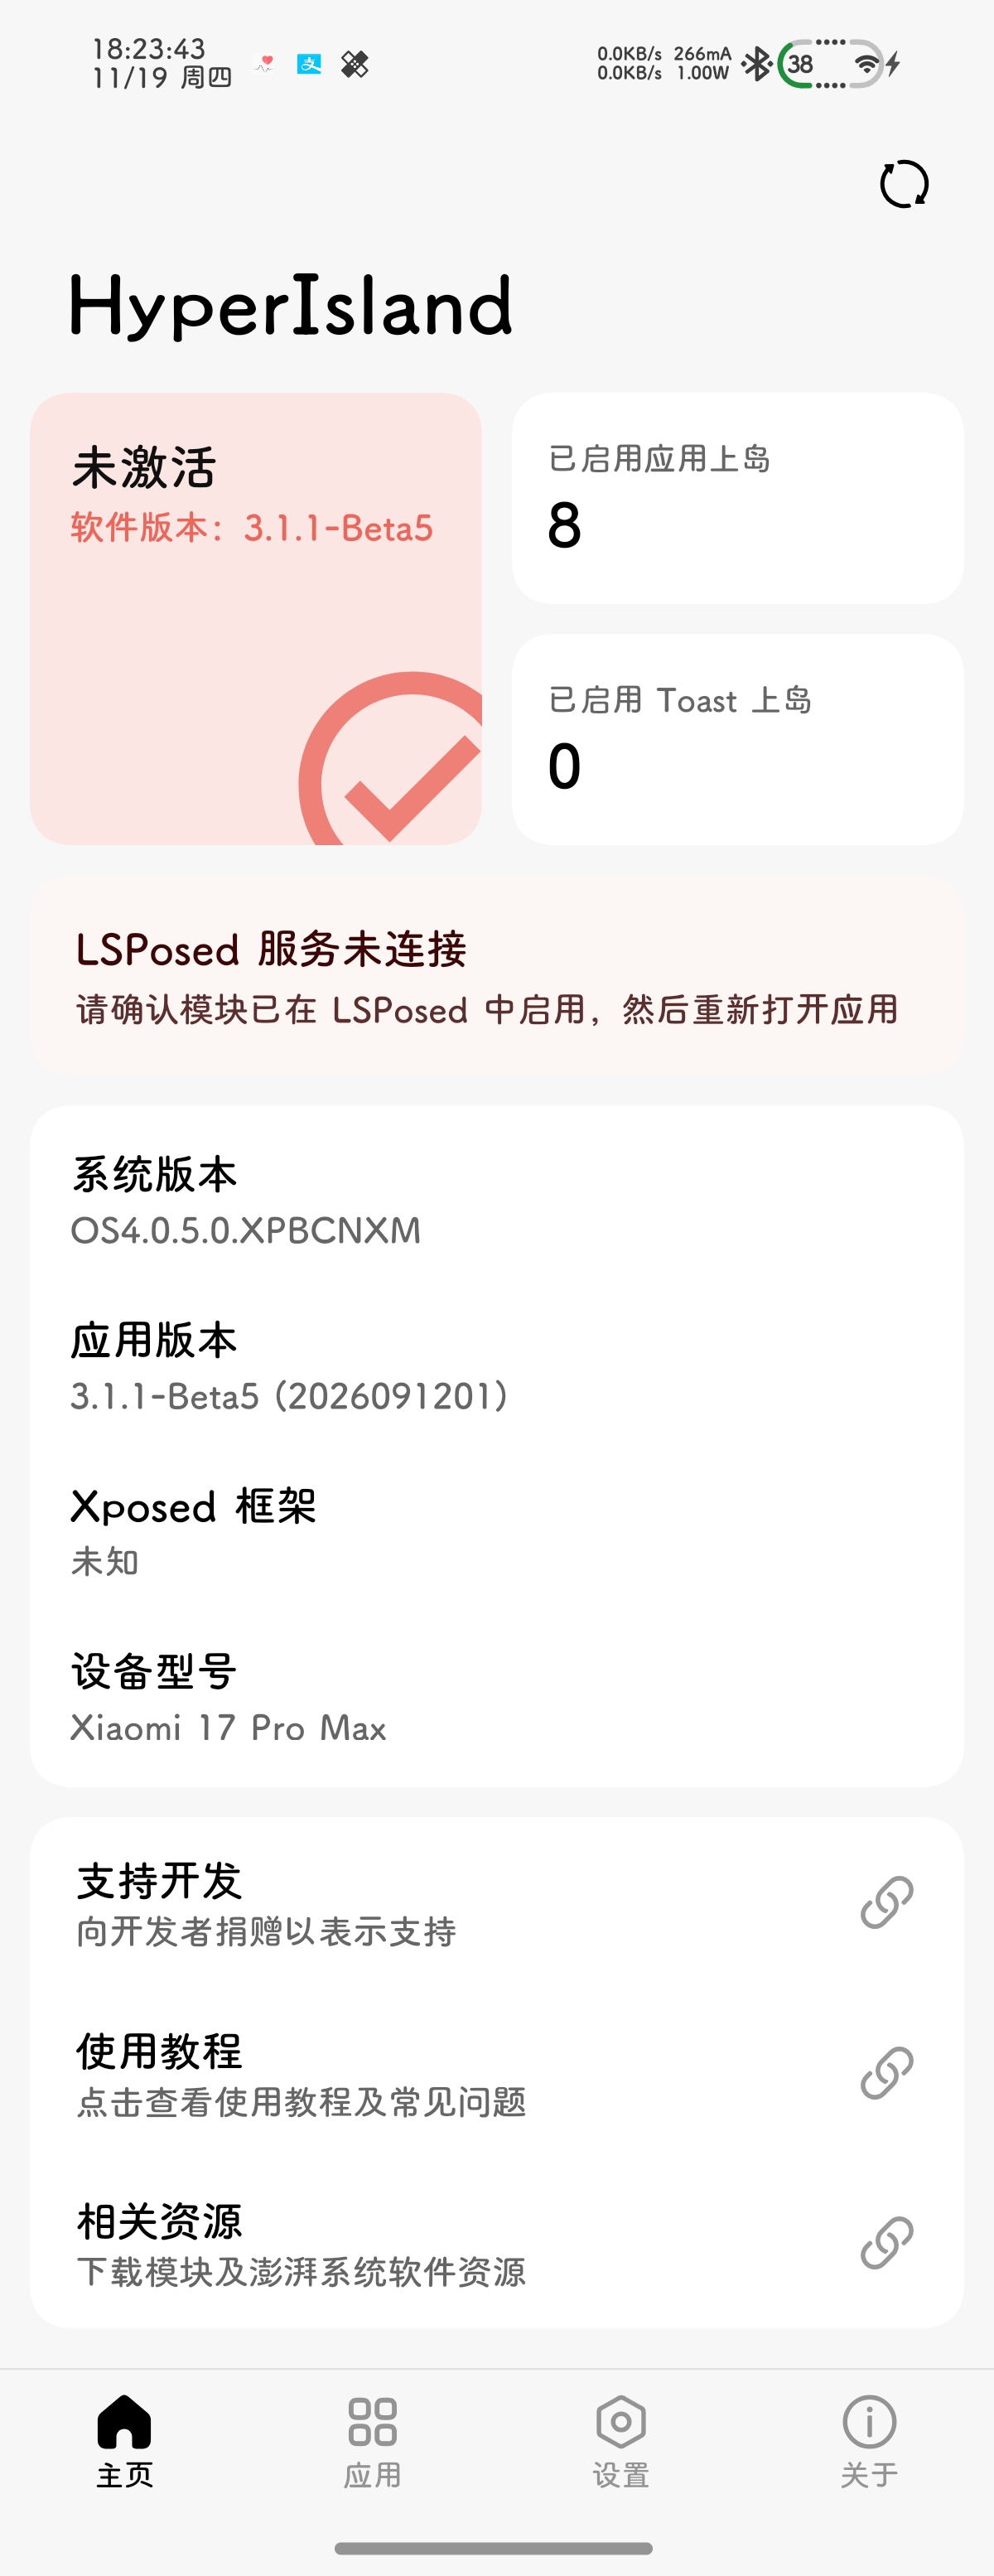 18:23:43
11/19 周四
0.0KB/s 266mA
0.0KB/s 1.00W
38
HyperIsland
未激活
软件版本：3.1.1-Beta5
已启用应用上岛
8
已启用 Toast 上岛
0
LSPosed 服务未连接
请确认模块已在 LSPosed 中启用，然后重新打开应用
系统版本
OS4.0.5.0.XPBCNXM
应用版本
3.1.1-Beta5 (2026091201)
Xposed 框架
未知
设备型号
Xiaomi 17 Pro Max
支持开发
向开发者捐赠以表示支持
使用教程
点击查看使用教程及常见问题
相关资源
下载模块及澎湃系统软件资源
主页
应用
设置
关于